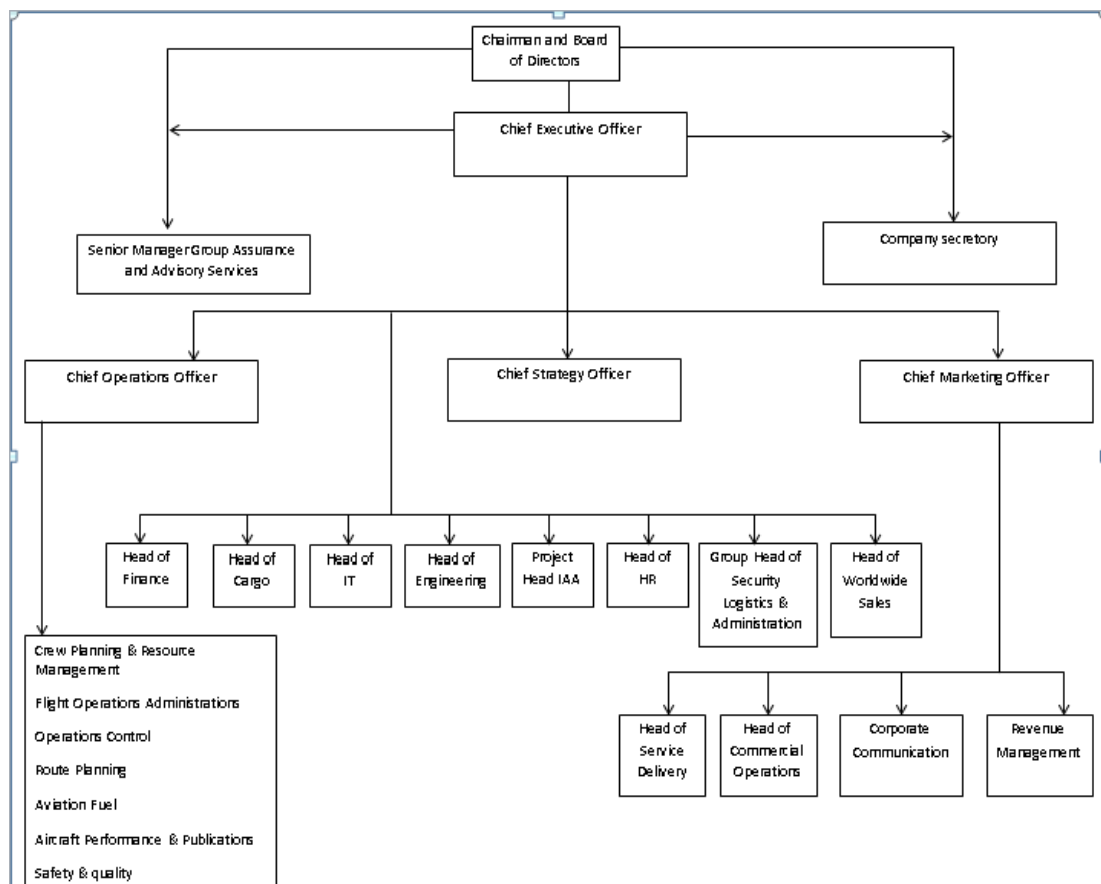 Chairman and Board
of Directors
Chief Executive Officer
Senior Manager Group Assurance
and Advisory Services
Company secretory
Chief Operations Officer
Chief Strategy Officer
Chief Marketing Officer
Head of
Finance
Head of
Cargo
Head of
IT
Head of
Engineering
Project
Head IAA
Head of
HR
Group Head of
Security
Logistics &
Administration
Head of
Worldwide
Sales
Crew Planning & Resource
Management
Flight Operations Administrations
Operations Control
Route Planning
Aviation Fuel
Aircraft Performance & Publications
Safety & quality
Head of
Service
Delivery
Head of
Commercial
Operations
Corporate
Communication
Revenue
Management